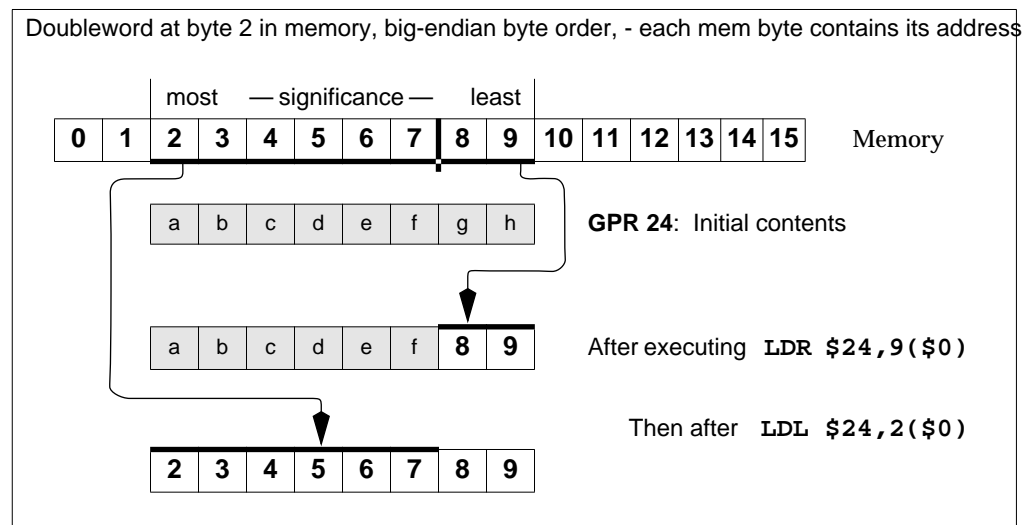 Doubleword at byte 2 in memory, big-endian byte order, - each mem byte contains its address
most — significance — least
0 1 2 3 4 5 6 7 8 9 10 11 12 13 14 15 Memory
a b c d e f g h GPR 24: Initial contents
a b c d e f 8 9 After executing LDR $24,9($0)
Then after LDL $24,2($0)
2 3 4 5 6 7 8 9